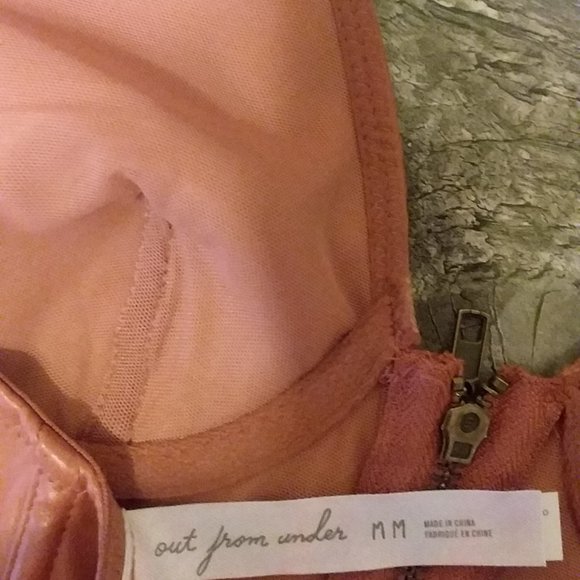 out from under M M
MADE IN CHINA
FABRIQUÉ EN CHINE